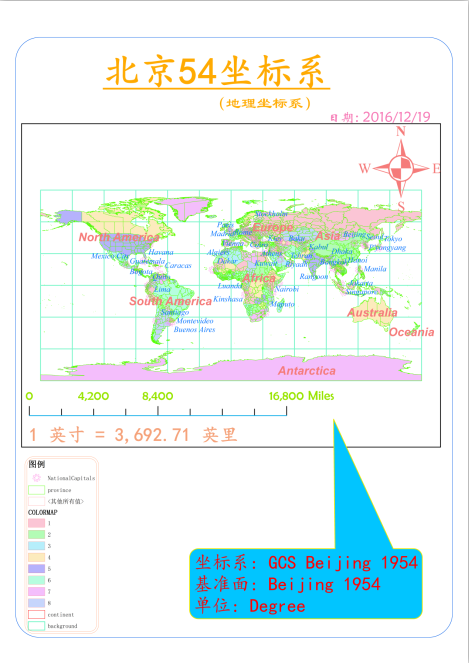 北京54坐标系
(地理坐标系)
日期: 2016/12/19
N
W
E
S
Stockholm
Paris
Europe
Madrid
Rome
North America
Vienna
Cairo
Kiev
Baku
Asia
Beijing
Seoul
Tokyo
Pyongyang
Mexico City
Havana
Algiers
Athens
Tehran
Kabul
Dhaka
Guatemala
Caracas
Dakar
Kuwait
Riyadh
Bangkok
Hanoi
Manila
Bogota
Quito
Africa
Rangoon
Lima
Luanda
Nairobi
Jakarta
Singapore
South America
Kinshasa
Maputo
Santiago
Australia
Montevideo
Buenos Aires
Oceania
Antarctica
0 4,200 8,400 16,800 Miles
1 英寸 = 3,692.71 英里
图例
NationalCapitals
province
<其他所有值>
COLORMAP
1
2
3
4
5
6
7
8
continent
background
坐标系: GCS Beijing 1954
基准面: Beijing 1954
单位: Degree